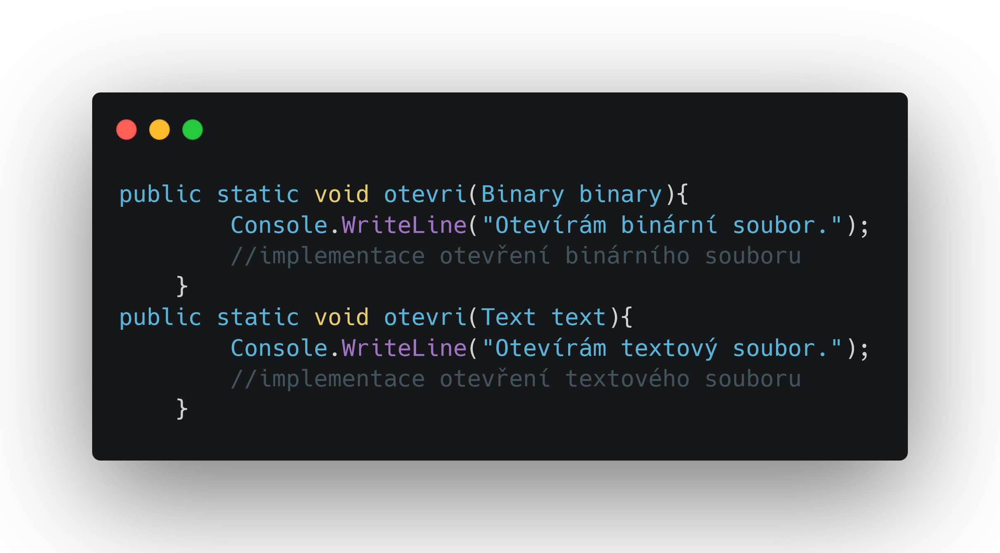 public static void otevri(Binary binary){
        Console.WriteLine("Otevírám binární soubor.");
        //implementace otevření binárního souboru
    }
public static void otevri(Text text){
        Console.WriteLine("Otevírám textový soubor.");
        //implementace otevření textového souboru
    }